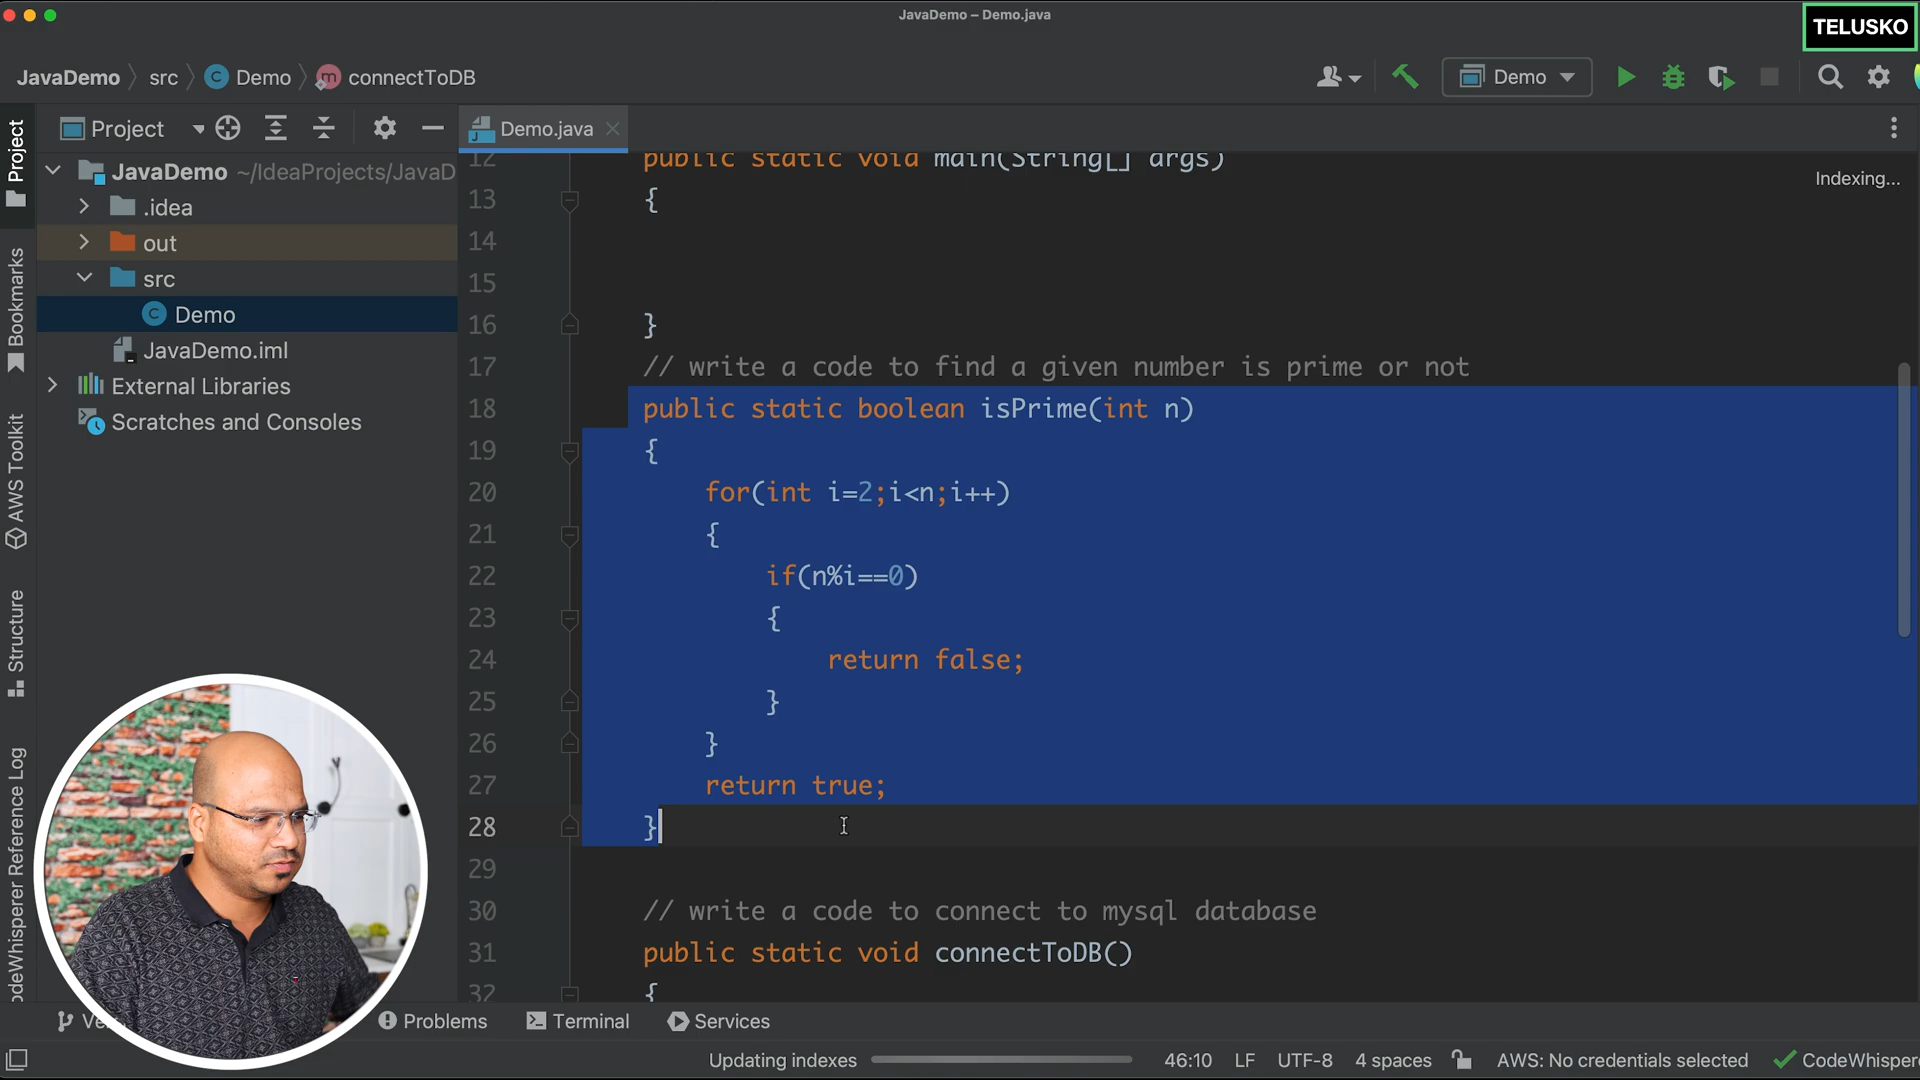 JavaDemo – Demo.java
TELUSKO
JavaDemo src Demo connectToDB
Demo
Project
Demo.java
Project
Bookmarks
AWS Toolkit
Structure
odeWhisperer Reference Log
JavaDemo ~/IdeaProjects/JavaD
.idea
out
src
Demo
JavaDemo.iml
External Libraries
Scratches and Consoles
Indexing...
12 public static void main(String[] args)
13 {
14
15
16 }
17 // write a code to find a given number is prime or not
18 public static boolean isPrime(int n)
19 {
20 for(int i=2;i<n;i++)
21 {
22 if(n%i==0)
23 {
24 return false;
25 }
26 }
27 return true;
28 }
29
30 // write a code to connect to mysql database
31 public static void connectToDB()
32 {
Problems Terminal Services
Updating indexes 46:10 LF UTF-8 4 spaces AWS: No credentials selected CodeWhisper